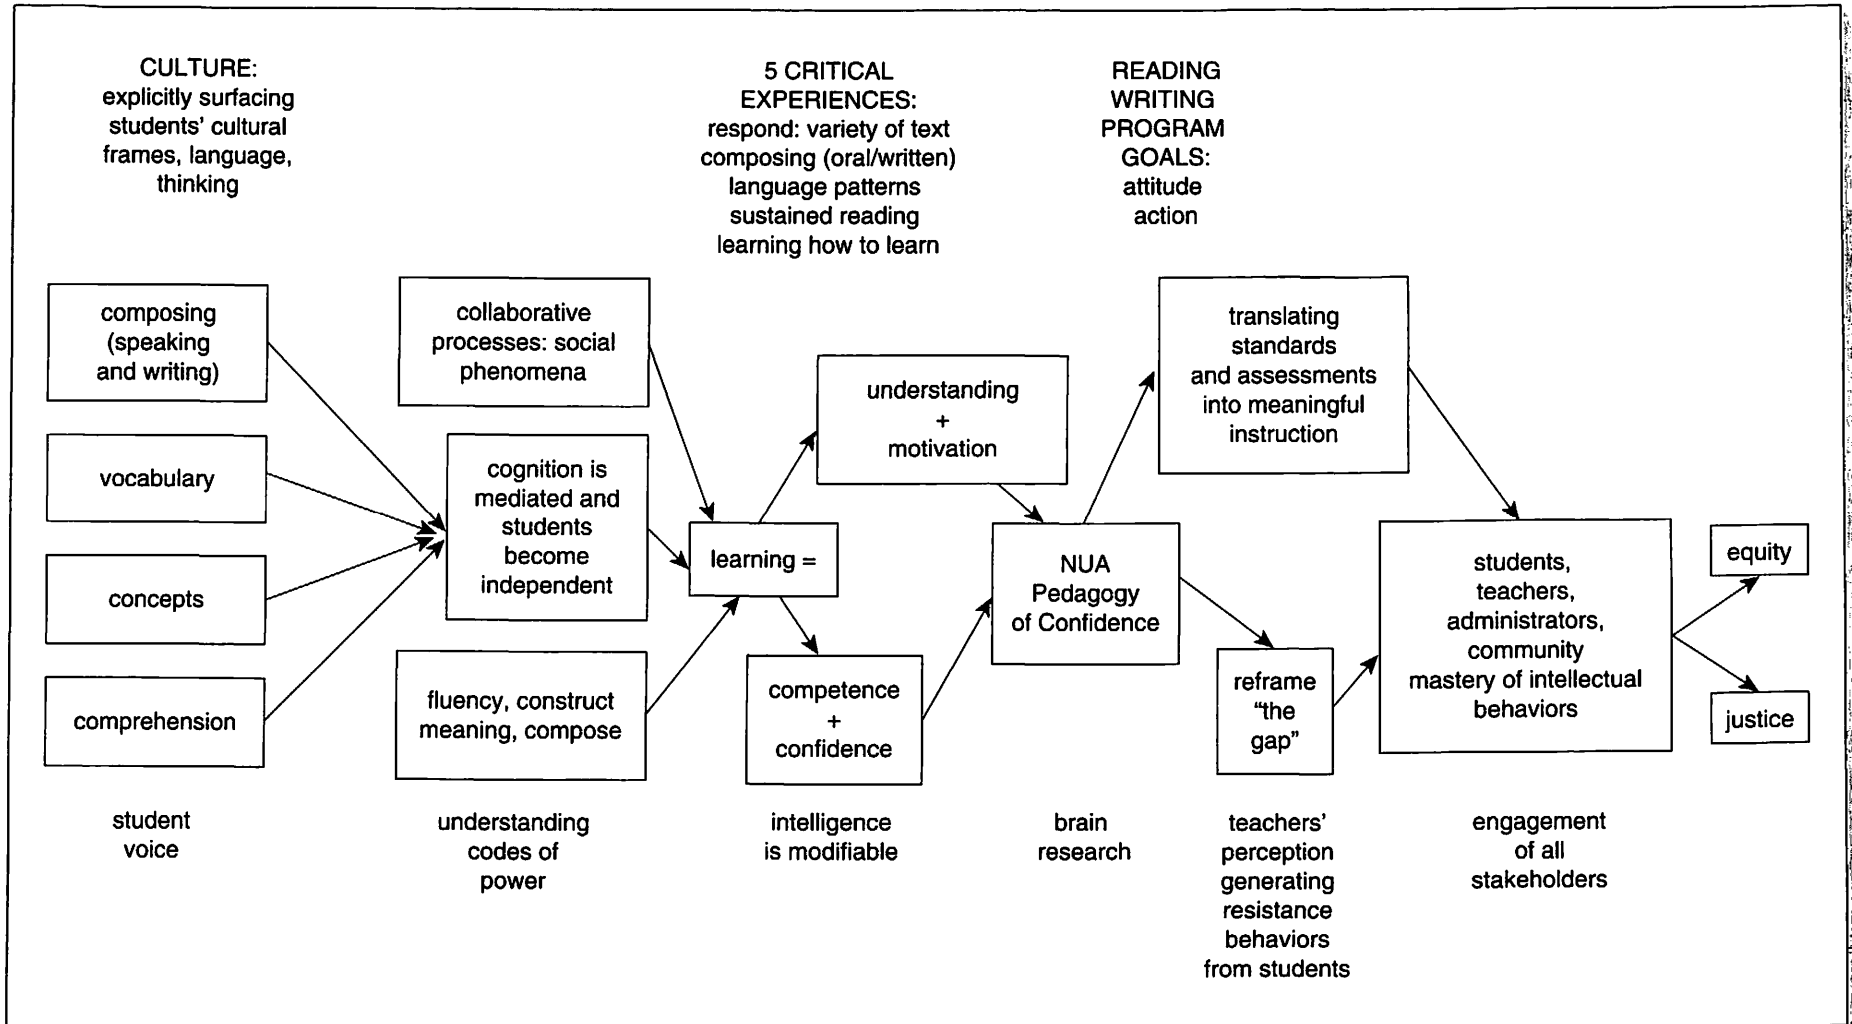 CULTURE:
explicitly surfacing
students’ cultural
frames, language,
thinking
5 CRITICAL
EXPERIENCES:
respond: variety of text
composing (oral/written)
language patterns
sustained reading
learning how to learn
READING
WRITING
PROGRAM
GOALS:
attitude
action
composing
(speaking
and writing)
vocabulary
concepts
comprehension
collaborative
processes: social
phenomena
cognition is
mediated and
students
become
independent
fluency, construct
meaning, compose
learning =
understanding
+
motivation
competence
+
confidence
NUA
Pedagogy
of Confidence
translating
standards
and assessments
into meaningful
instruction
reframe
“the
gap”
students,
teachers,
administrators,
community
mastery of intellectual
behaviors
equity
justice
student
voice
understanding
codes of
power
intelligence
is modifiable
brain
research
teachers’
perception
generating
resistance
behaviors
from students
engagement
of all
stakeholders